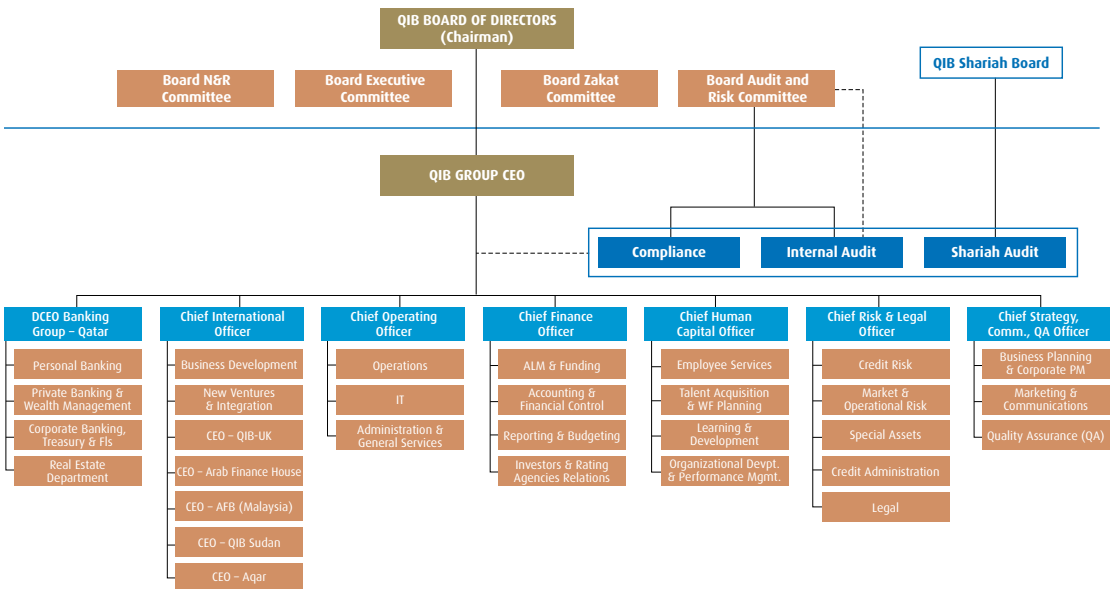 QIB BOARD OF DIRECTORS
(Chairman)
QIB Shariah Board
Board N&R
Committee
Board Executive
Committee
Board Zakat
Committee
Board Audit and
Risk Committee
QIB GROUP CEO
Compliance
Internal Audit
Shariah Audit
DCEO Banking
Group – Qatar
Personal Banking
Private Banking &
Wealth Management
Corporate Banking,
Treasury & FIs
Real Estate
Department
Chief International
Officer
Business Development
New Ventures
& Integration
CEO – QIB-UK
CEO – Arab Finance House
CEO – AFB (Malaysia)
CEO – QIB Sudan
CEO – Aqar
Chief Operating
Officer
Operations
IT
Administration &
General Services
Chief Finance
Officer
ALM & Funding
Accounting &
Financial Control
Reporting & Budgeting
Investors & Rating
Agencies Relations
Chief Human
Capital Officer
Employee Services
Talent Acquisition
& WF Planning
Learning &
Development
Organizational Devpt.
& Performance Mgmt.
Chief Risk & Legal
Officer
Credit Risk
Market &
Operational Risk
Special Assets
Credit Administration
Legal
Chief Strategy,
Comm., QA Officer
Business Planning
& Corporate PM
Marketing &
Communications
Quality Assurance (QA)